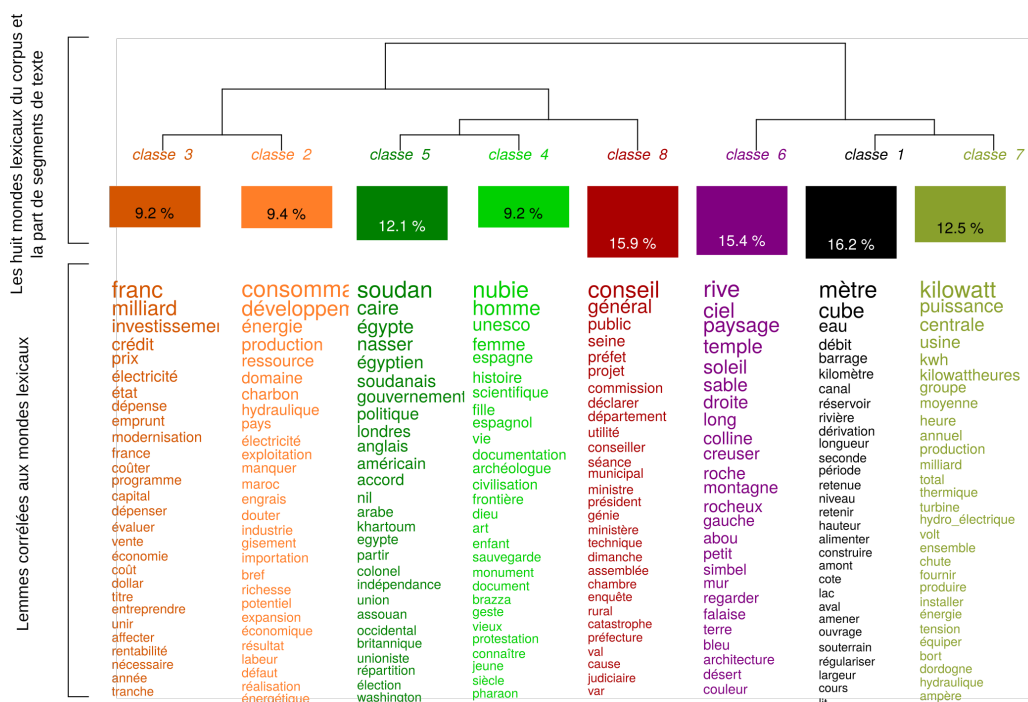 Les huit mondes lexicaux du corpus et
la part de segments de texte
classe 3
classe 2
classe 5
classe 4
classe 8
classe 6
classe 1
classe 7
9.2 %
9.4 %
12.1 %
9.2 %
15.9 %
15.4 %
16.2 %
12.5 %
Lemmes corrélées aux mondes lexicaux
franc
milliard
investissemer
crédit
prix
électricité
état
dépense
emprunt
modernisation
france
coûter
programme
capital
dépenser
évaluer
vente
économie
coût
dollar
titre
entreprendre
unir
affecter
rentabilité
nécessaire
année
tranche
consomma
développen
énergie
production
ressource
domaine
charbon
hydraulique
pays
électricité
exploitation
manquer
maroc
engrais
douter
industrie
gisement
importation
bref
richesse
potentiel
expansion
économique
résultat
labeur
défaut
réalisation
énergétique
soudan
caire
égypte
nasser
égyptien
soudanais
gouvernement
politique
londres
anglais
américain
accord
nil
arabe
khartoum
egypte
partir
colonel
indépendance
union
assouan
occidental
britannique
unioniste
répartition
élection
washington
nubie
homme
unesco
femme
espagne
histoire
scientifique
fille
espagnol
vie
documentation
archéologue
civilisation
frontière
dieu
art
enfant
sauvegarde
monument
document
brazza
geste
vieux
protestation
connaître
jeune
siècle
pharaon
conseil
général
public
seine
préfet
projet
commission
déclarer
département
utilité
conseiller
séance
municipal
ministre
président
génie
ministère
technique
dimanche
assemblée
chambre
enquête
rural
catastrophe
préfecture
val
cause
judiciaire
var
rive
ciel
paysage
temple
soleil
sable
droite
long
colline
creuser
roche
montagne
rocheux
gauche
abou
petit
simbel
mur
regarder
falaise
terre
bleu
architecture
désert
couleur
mètre
cube
eau
débit
barrage
kilomètre
canal
réservoir
rivière
dérivation
longueur
seconde
période
retenue
niveau
retenir
hauteur
alimenter
construire
amont
cote
lac
aval
amener
ouvrage
souterrain
régulariser
largeur
cours
kilowatt
puissance
centrale
usine
kwh
kilowattheures
groupe
moyenne
heure
annuel
production
milliard
total
thermique
turbine
hydro_électrique
volt
ensemble
chute
fournir
produire
installer
énergie
tension
équiper
bort
dordogne
hydraulique
ampère